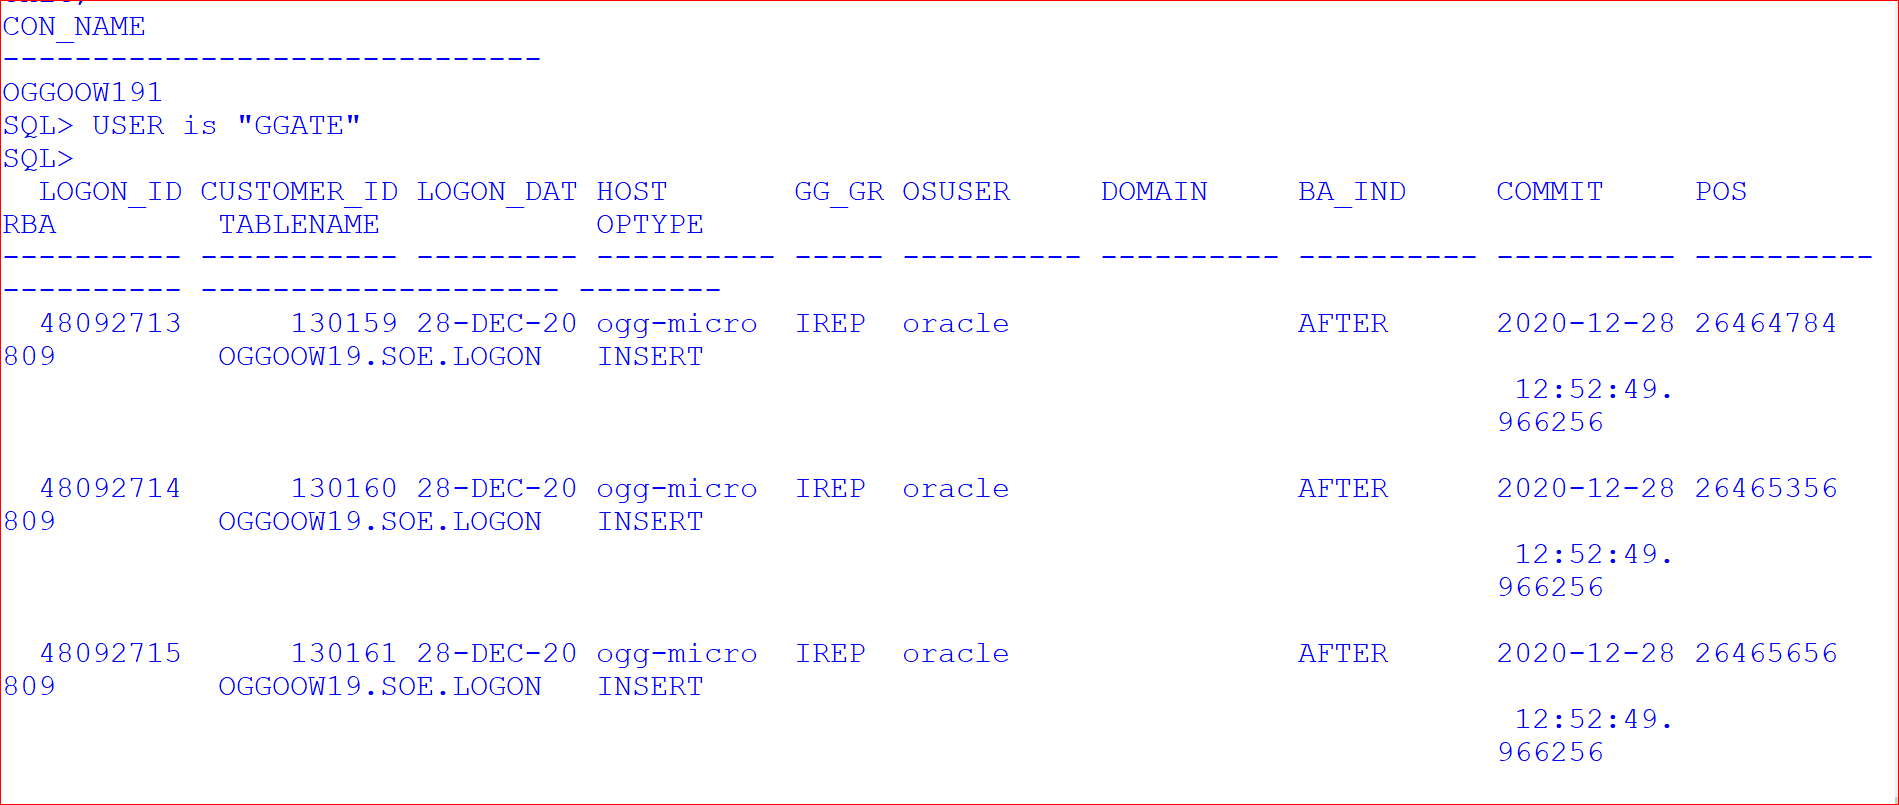 CON_NAME
------------------------------
OGGOOW191
SQL> USER is "GGATE"
SQL>
  LOGON_ID CUSTOMER_ID LOGON_DAT HOST       GG_GR OSUSER     DOMAIN     BA_IND     COMMIT     POS
RBA         TABLENAME            OPTYPE
---------- ----------- --------- ---------- ----- ---------- ---------- ---------- ---------- ----------
---------- -------------------- --------
  48092713      130159 28-DEC-20 ogg-micro  IREP  oracle                AFTER      2020-12-28 26464784
809         OGGOOW19.SOE.LOGON   INSERT
                                                                                    12:52:49.
                                                                                   966256
  48092714      130160 28-DEC-20 ogg-micro  IREP  oracle                AFTER      2020-12-28 26465356
809         OGGOOW19.SOE.LOGON   INSERT
                                                                                    12:52:49.
                                                                                   966256
  48092715      130161 28-DEC-20 ogg-micro  IREP  oracle                AFTER      2020-12-28 26465656
809         OGGOOW19.SOE.LOGON   INSERT
                                                                                    12:52:49.
                                                                                   966256